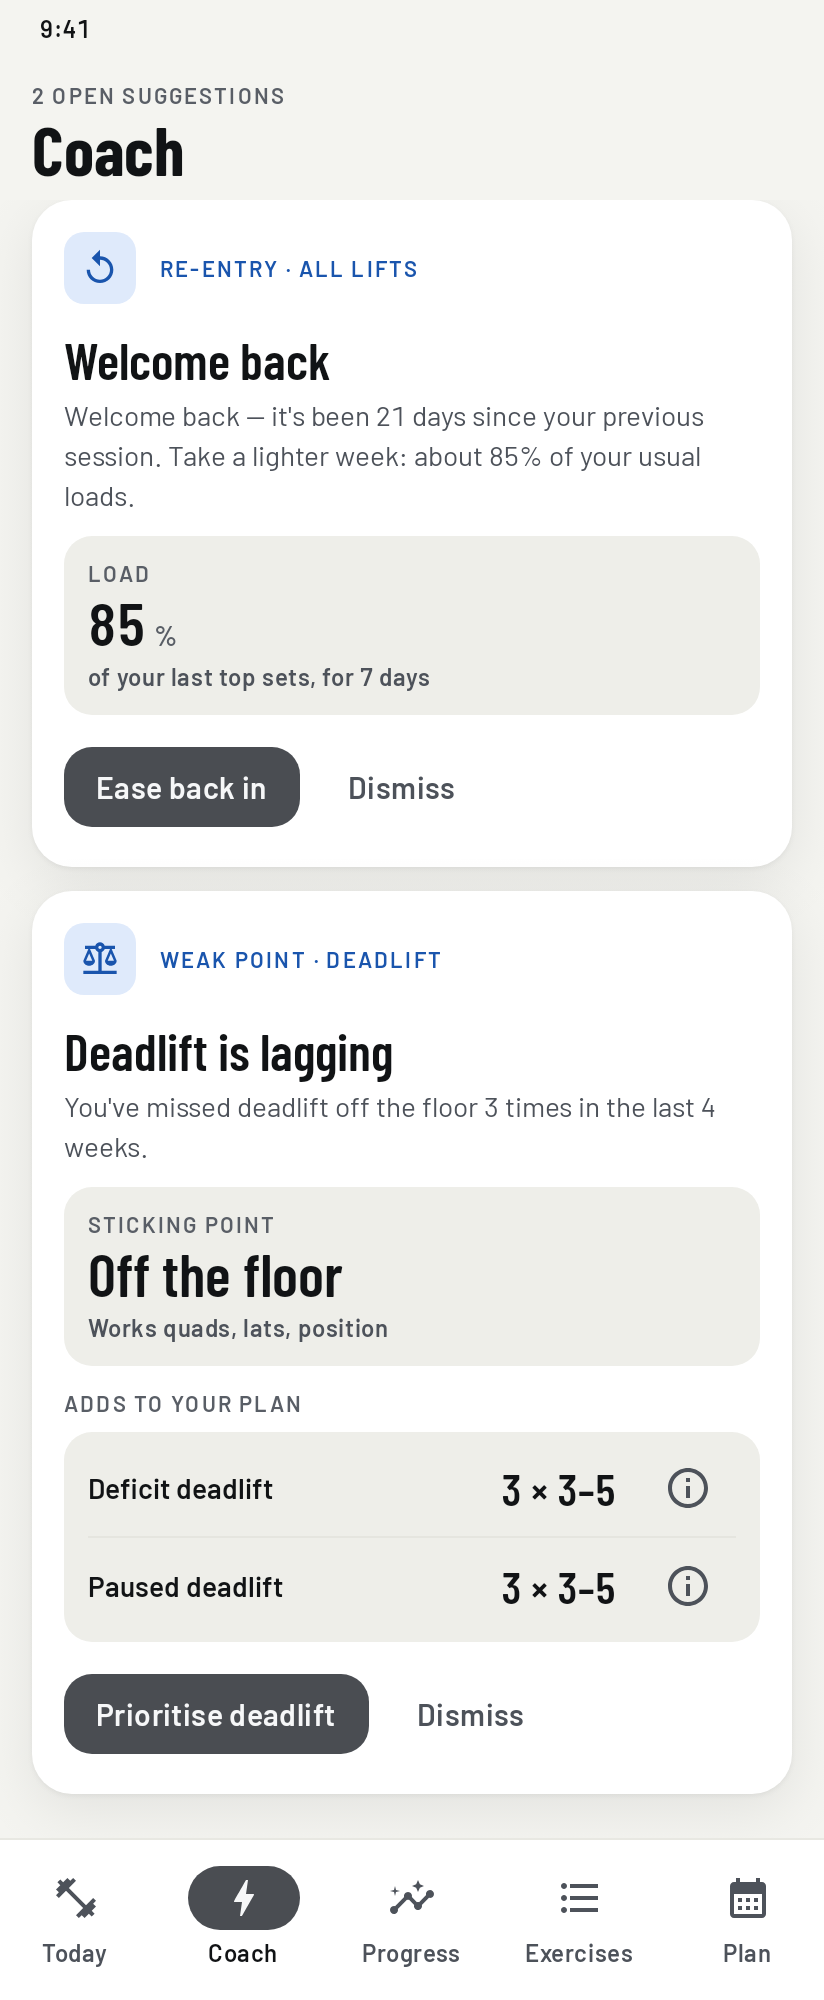 9:41
2 OPEN SUGGESTIONS
Coach
RE-ENTRY · ALL LIFTS
Welcome back
Welcome back — it's been 21 days since your previous
session. Take a lighter week: about 85% of your usual
loads.
LOAD
85 %
of your last top sets, for 7 days
Ease back in Dismiss
WEAK POINT · DEADLIFT
Deadlift is lagging
You've missed deadlift off the floor 3 times in the last 4
weeks.
STICKING POINT
Off the floor
Works quads, lats, position
ADDS TO YOUR PLAN
Deficit deadlift 3 × 3–5
Paused deadlift 3 × 3–5
Prioritise deadlift Dismiss
Today Coach Progress Exercises Plan